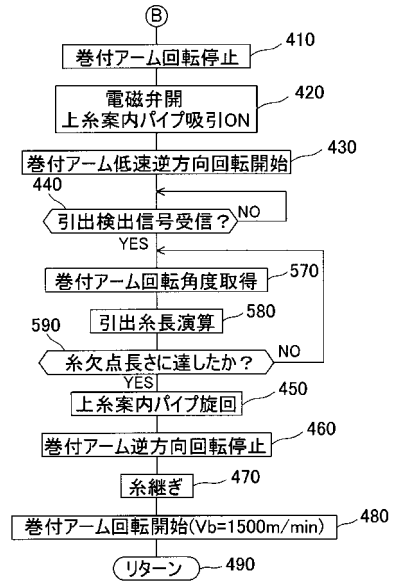 B
巻付アーム回転停止
410
電磁弁開
上糸案内パイプ吸引ON
420
巻付アーム低速逆方向回転開始
430
440
引出検出信号受信？
NO
YES
巻付アーム回転角度取得
570
引出糸長演算
580
590
糸欠点長さに達したか？
NO
YES
上糸案内パイプ旋回
450
巻付アーム逆方向回転停止
460
糸継ぎ
470
巻付アーム回転開始(Vb=1500m/min)
480
リターン
490